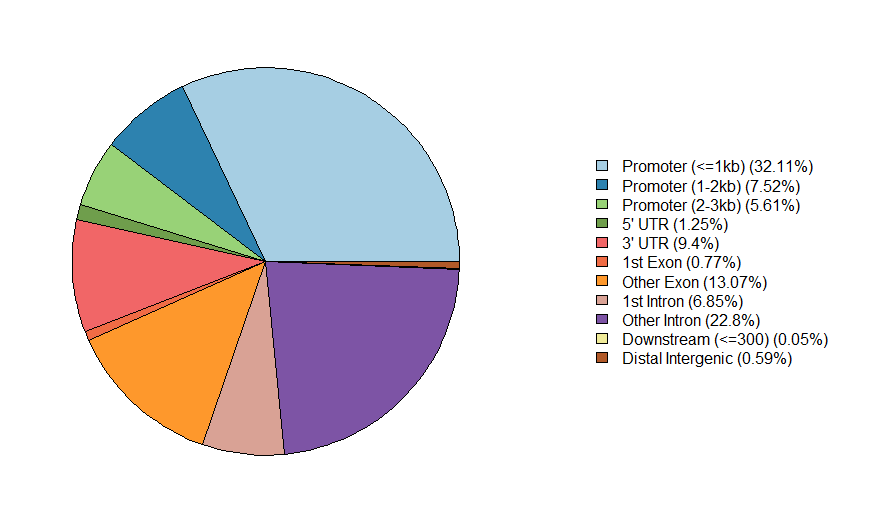 Promoter (<=1kb) (32.11%)
Promoter (1-2kb) (7.52%)
Promoter (2-3kb) (5.61%)
5' UTR (1.25%)
3' UTR (9.4%)
1st Exon (0.77%)
Other Exon (13.07%)
1st Intron (6.85%)
Other Intron (22.8%)
Downstream (<=300) (0.05%)
Distal Intergenic (0.59%)